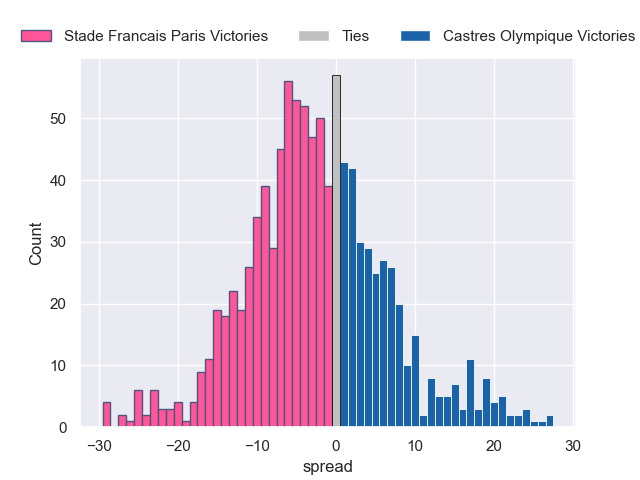 Stade Francais Paris Victories Ties Castres Olympique Victories
50
40
30
20
10
0
−30 −20 −10 0 10 20 30
Count
spread